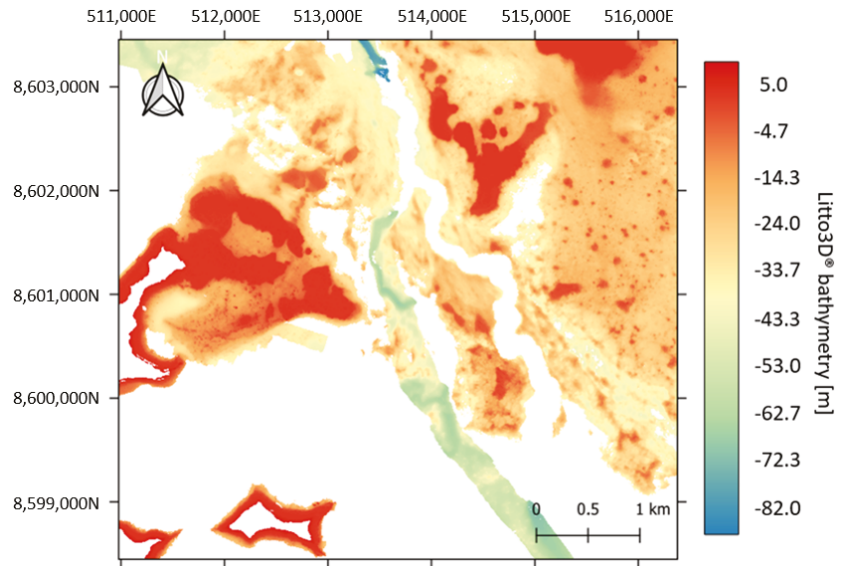 511,000E 512,000E 513,000E 514,000E 515,000E 516,000E
8,603,000N
8,602,000N
8,601,000N
8,600,000N
8,599,000N
N
0 0.5 1 km
5.0
-4.7
-14.3
-24.0
-33.7
-43.3
-53.0
-62.7
-72.3
-82.0
Litto3D® bathymetry [m]